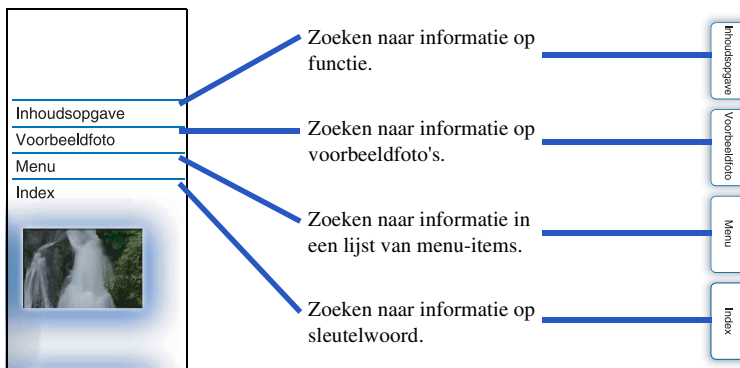 Inhoudsopgave
Voorbeeldfoto
Menu
Index
Zoeken naar informatie op
functie.
Zoeken naar informatie op
voorbeeldfoto's.
Zoeken naar informatie in
een lijst van menu-items.
Zoeken naar informatie op
sleutelwoord.
Inhoudsopgave
Voorbeeldfoto
Menu
Index